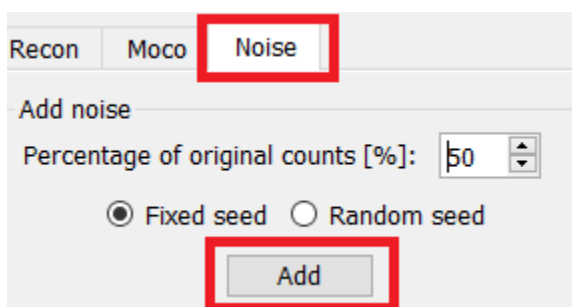 Recon Moco Noise
Add noise
Percentage of original counts [%]: 50
Fixed seed Random seed
Add